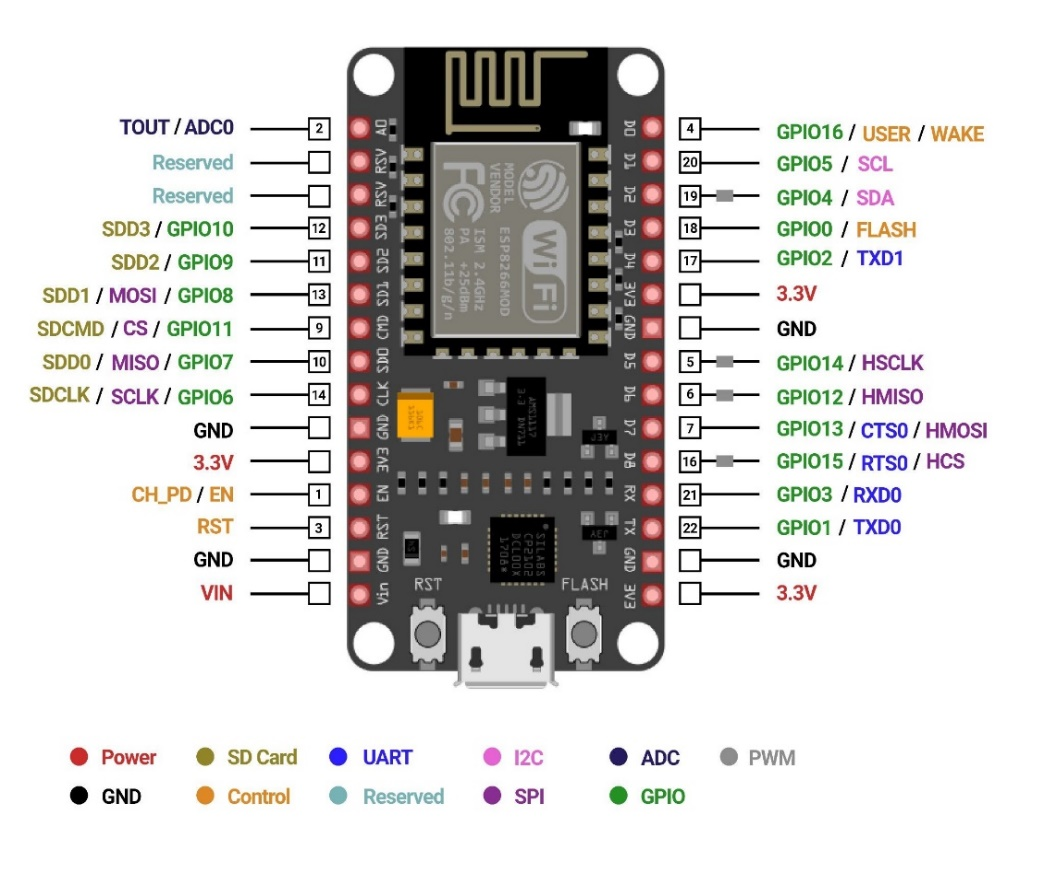 TOUT / ADC0 2 A0
Reserved RSV
Reserved RSV
SDD3 / GPIO10 12 SD3
SDD2 / GPIO9 11 SD2
SDD1 / MOSI / GPIO8 13 SD1
SDCMD / CS / GPIO11 9 CMD
SDD0 / MISO / GPIO7 10 SD0
SDCLK / SCLK / GPIO6 14 CLK
GND GND
3.3V 3V3
CH_PD / EN 1 EN
RST 3 RST
GND GND
VIN Vin
FCC
MODEL
VENDOR
WiFi
ISM 2.4GHz
PA +25dBm
802.11b/g/n
ESP8266MOD
AMS1117
SILABS
CP2102
DCL00X
RST
FLASH
D0 4 GPIO16 / USER / WAKE
D1 20 GPIO5 / SCL
D2 19 GPIO4 / SDA
D3 18 GPIO0 / FLASH
D4 17 GPIO2 / TXD1
3V3 3.3V
GND GND
D5 5 GPIO14 / HSCLK
D6 6 GPIO12 / HMISO
D7 7 GPIO13 / CTS0 / HMOSI
D8 16 GPIO15 / RTS0 / HCS
RX 21 GPIO3 / RXD0
TX 22 GPIO1 / TXD0
GND GND
3V3 3.3V
Power SD Card UART I2C ADC PWM
GND Control Reserved SPI GPIO